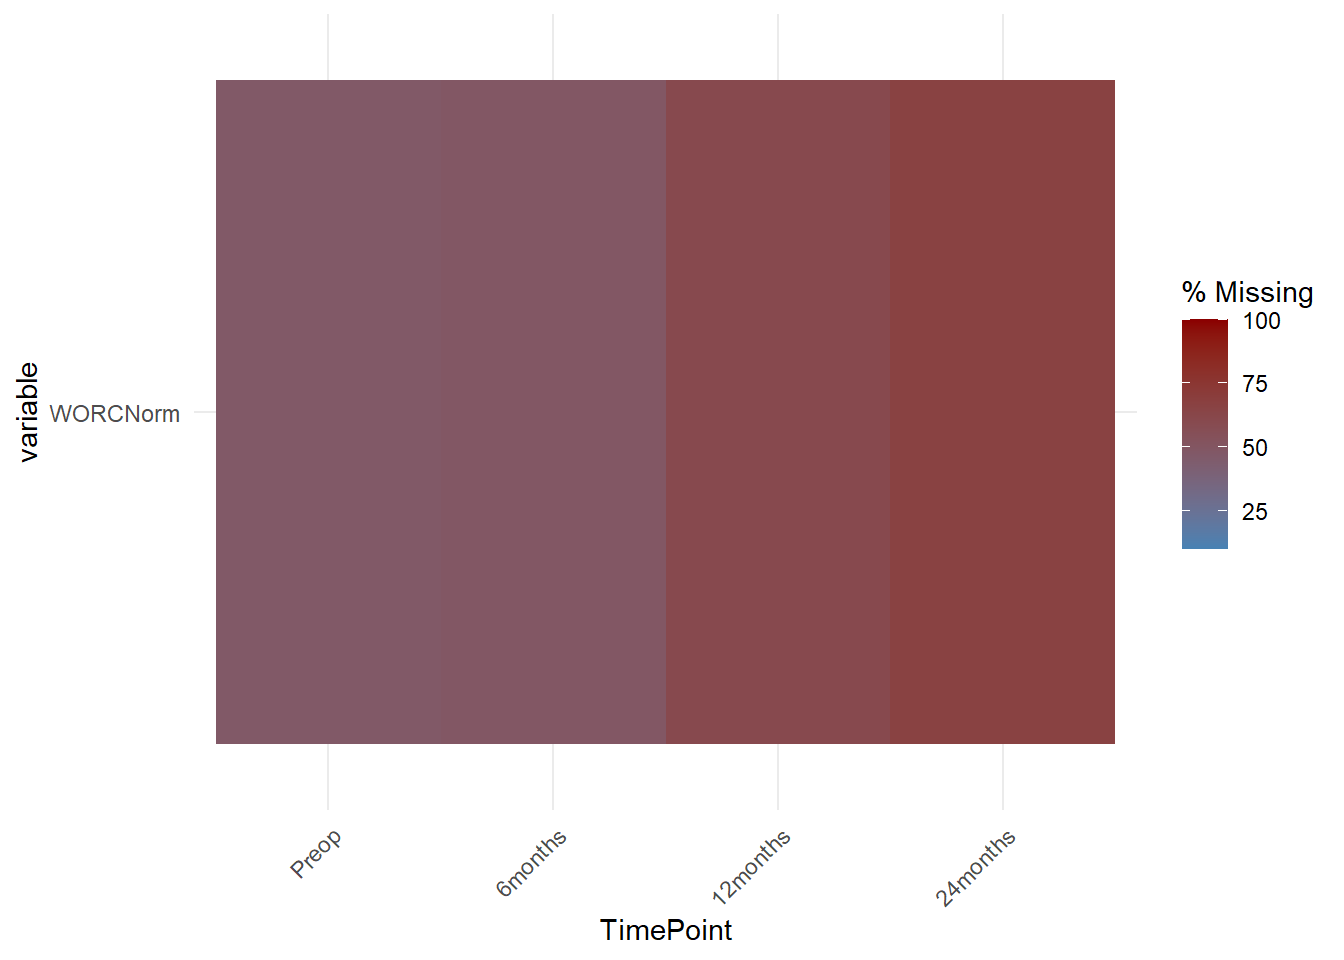 % Missing
100
75
50
25
variable
WORCNorm
Preop
6months
12months
24months
TimePoint